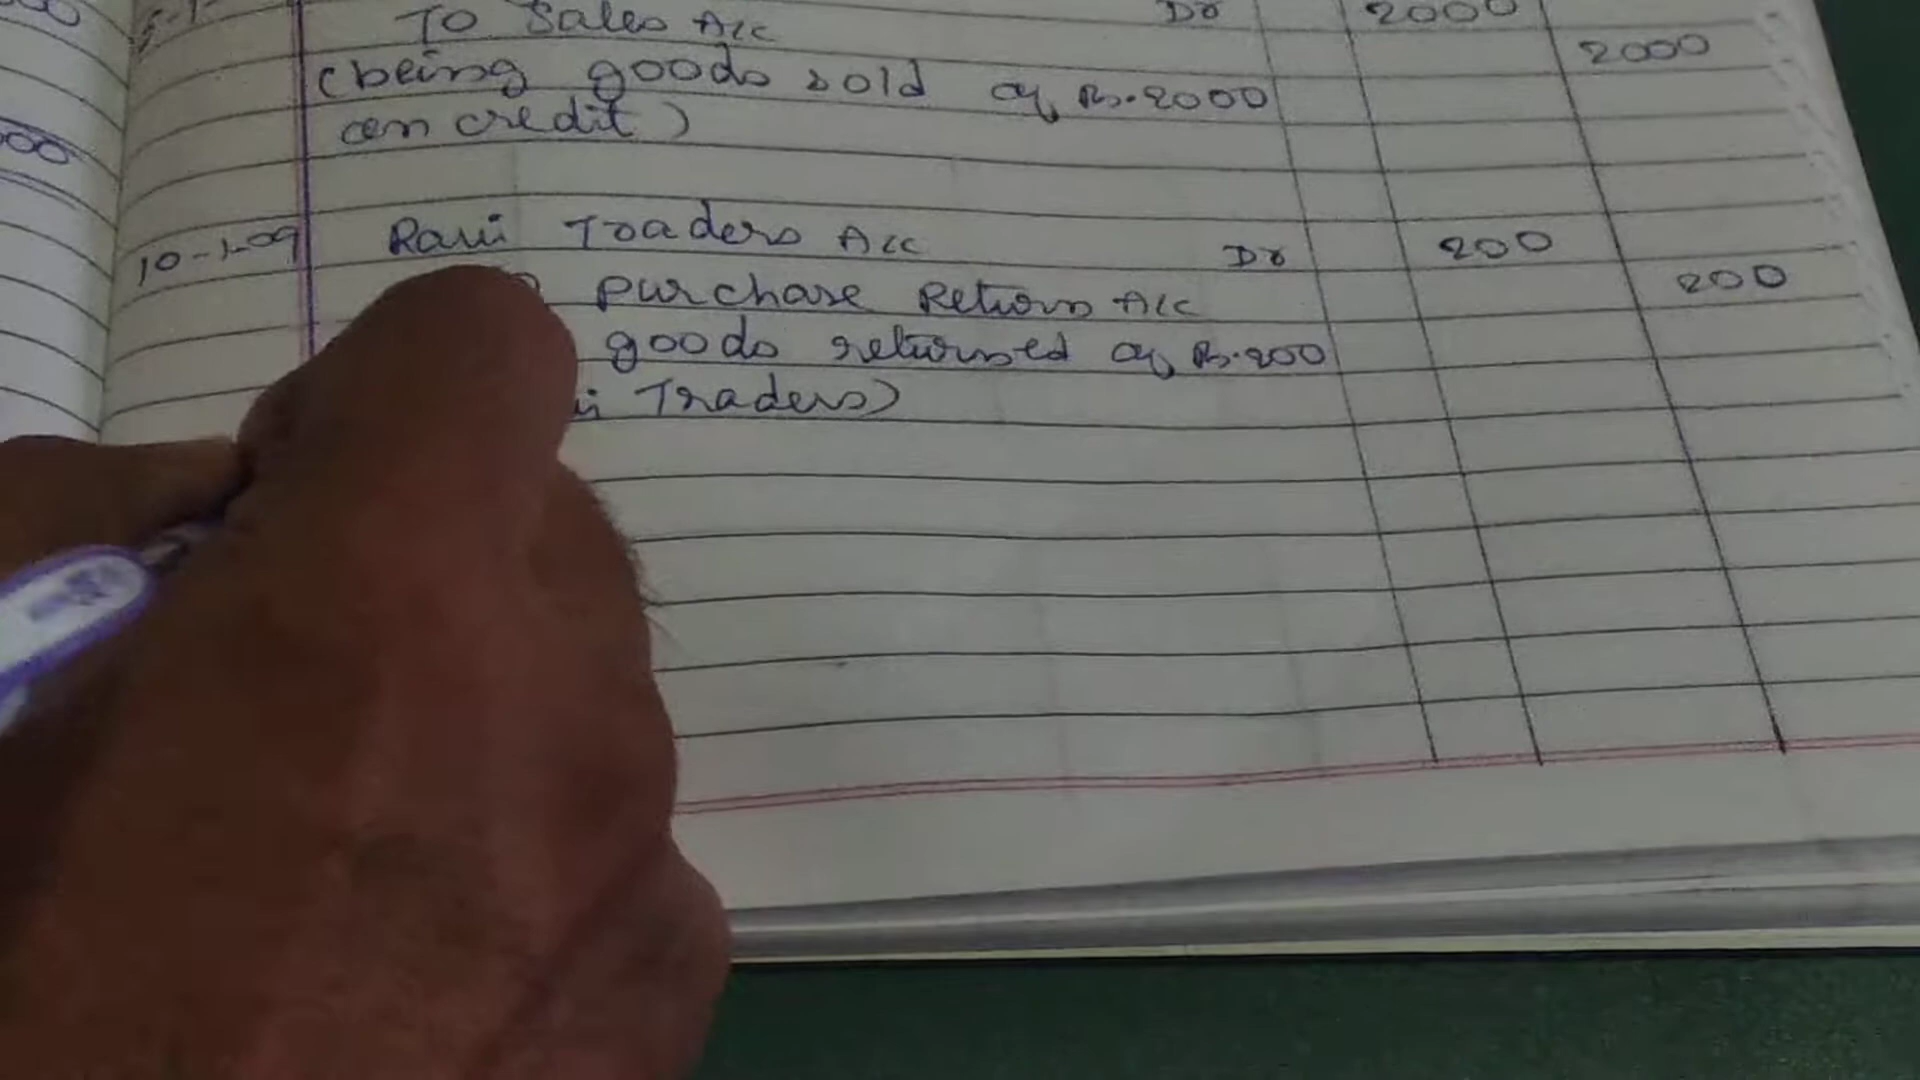 To Sales A/c Dr 2000
2000
(being goods sold of Rs.2000
on credit)
10-1-09 Ravi Traders A/c Dr 200
purchase Return A/c 200
goods returned of Rs.200
Traders)